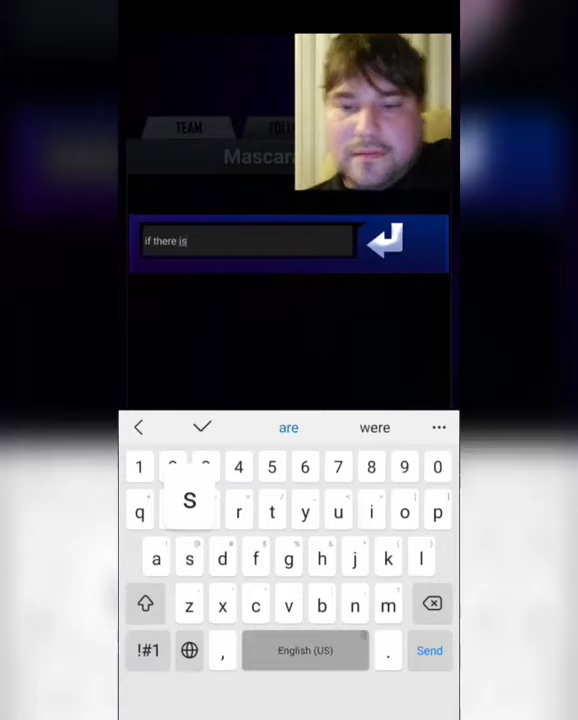 TEAM
Mascara
if there is
are were
1 4 5 6 7 8 9 0
q s r t y u i o p
a s d f g h j k l
z x c v b n m
!#1 , English (US) . Send